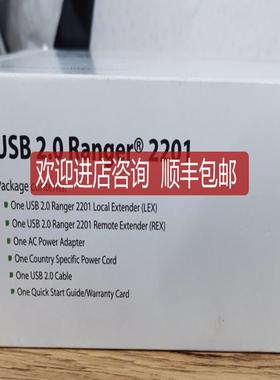 USB 2.0 Ranger® 2201
欢迎进店咨询 顺丰包邮
Package contents:
• One USB 2.0 Ranger 2201 Local Extender (LEX)
• One USB 2.0 Ranger 2201 Remote Extender (REX)
• One AC Power Adapter
• One Country Specific Power Cord
• One USB 2.0 Cable
• One Quick Start Guide/Warranty Card